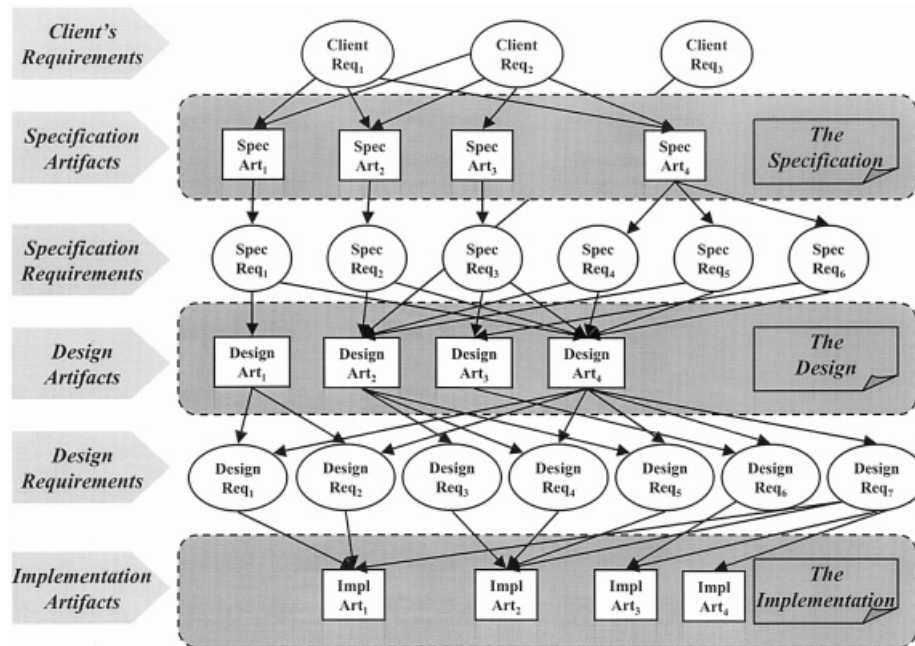 Client's
Requirements
Client
Req₁
Client
Req₂
Client
Req₃
Specification
Artifacts
Spec
Art₁
Spec
Art₂
Spec
Art₃
Spec
Art₄
The
Specification
Specification
Requirements
Spec
Req₁
Spec
Req₂
Spec
Req₃
Spec
Req₄
Spec
Req₅
Spec
Req₆
Design
Artifacts
Design
Art₁
Design
Art₂
Design
Art₃
Design
Art₄
The
Design
Design
Requirements
Design
Req₁
Design
Req₂
Design
Req₃
Design
Req₄
Design
Req₅
Design
Req₆
Design
Req₇
Implementation
Artifacts
Impl
Art₁
Impl
Art₂
Impl
Art₃
Impl
Art₄
The
Implementation